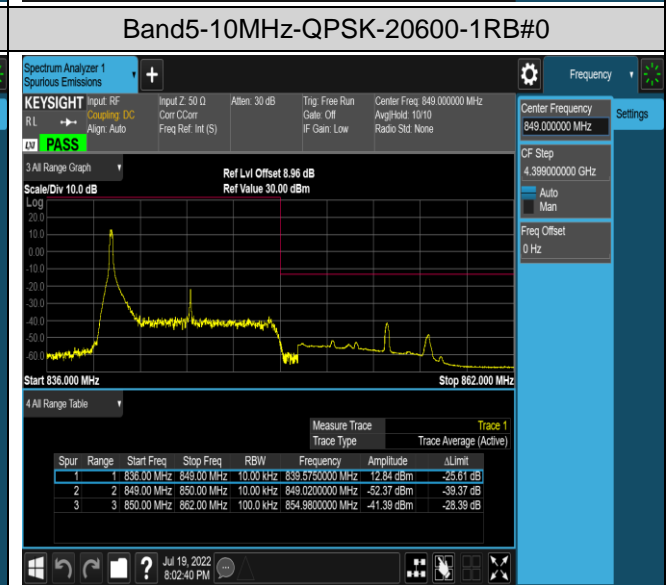 Band5-10MHz-QPSK-20600-1RB#0
Spectrum Analyzer 1
Spurious Emissions
+
Frequency
KEYSIGHT
RL
LXI
PASS
Input: RF
Coupling: DC
Align: Auto
Input Z: 50 Ω
Corr CCorr
Freq Ref: Int (S)
Atten: 30 dB
Trig: Free Run
Gate: Off
IF Gain: Low
Center Freq: 849.000000 MHz
Avg|Hold: 10/10
Radio Std: None
Center Frequency
849.000000 MHz
Settings
CF Step
4.399000000 GHz
Auto
Man
Freq Offset
0 Hz
3 All Range Graph
Ref Lvl Offset 8.96 dB
Scale/Div 10.0 dB
Ref Value 30.00 dBm
Log
20.0
10.0
0.00
-10.0
-20.0
-30.0
-40.0
-50.0
-60.0
Start 836.000 MHz
Stop 862.000 MHz
4 All Range Table
Measure Trace Trace 1
Trace Type Trace Average (Active)
Spur Range Start Freq Stop Freq RBW Frequency Amplitude ΔLimit
1 1 836.00 MHz 849.00 MHz 10.00 kHz 839.5750000 MHz 12.84 dBm -25.61 dB
2 2 849.00 MHz 850.00 MHz 10.00 kHz 849.0200000 MHz -52.37 dBm -39.37 dB
3 3 850.00 MHz 862.00 MHz 100.0 kHz 854.9800000 MHz -41.39 dBm -28.39 dB
?
Jul 19, 2022
8:02:40 PM